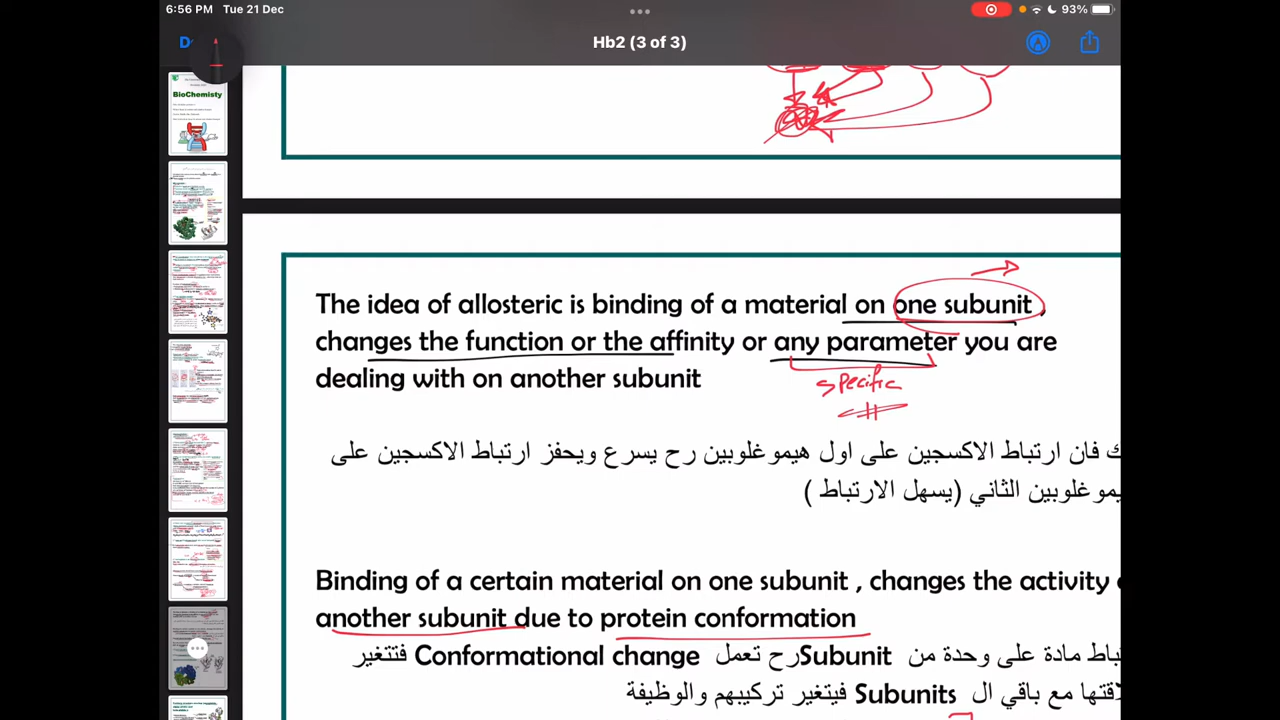 6:56 PM Tue 21 Dec
93%
Hb2 (3 of 3)
BioChemisty
The idea of allosteric is binding of a material on one subunit ,
changes the function or the affinity or any parameter you are
dealing with on another subunit
specific
ك فان ارتباط الاكسجين على اول هيموغلوبين رح يسرع ويحفز ارتباط الاكسجين على
يموغلوبين الثاني (يسهل الارتباط )
Binding of a certain material on one subunit , changes the activity
another subunit due to protein conformation
باط مادة على وحدة من Subunitرح تعمل Conformational change فتتغير
لاقتها مع باقي ال Subunits فيتغير تركيبهم والوظيفة